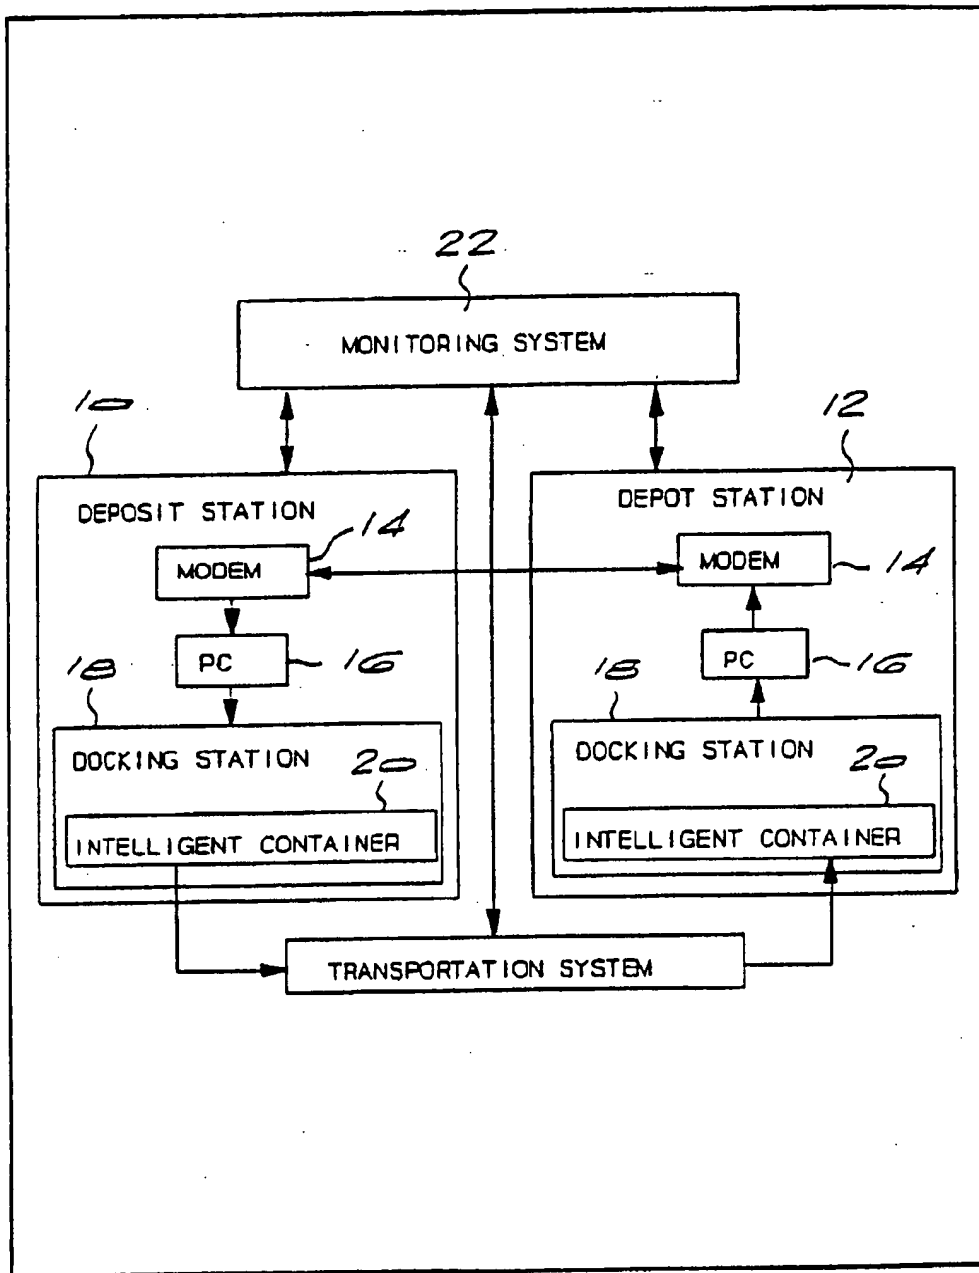 22
MONITORING SYSTEM
10
12
DEPOSIT STATION
DEPOT STATION
14
MODEM
MODEM
14
18
PC
16
18
PC
16
DOCKING STATION
20
DOCKING STATION
20
INTELLIGENT CONTAINER
INTELLIGENT CONTAINER
TRANSPORTATION SYSTEM